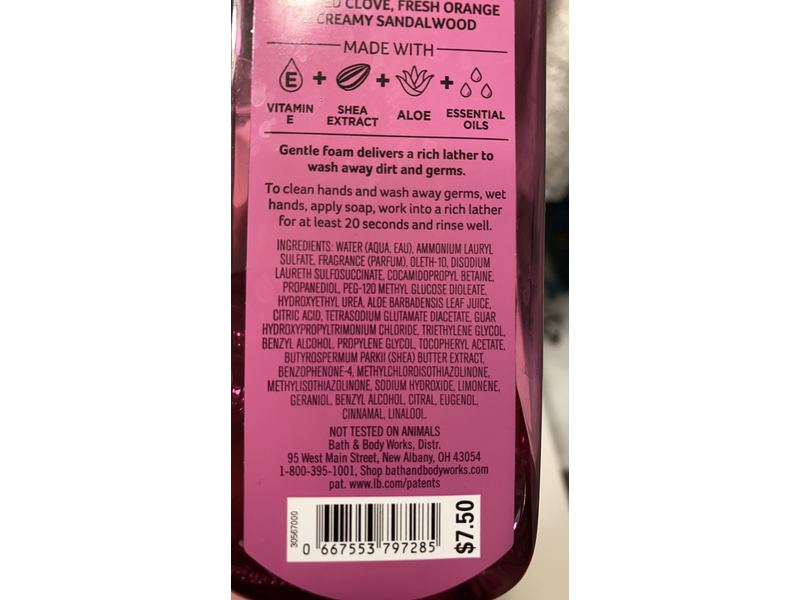 CLOVE, FRESH ORANGE
& CREAMY SANDALWOOD
MADE WITH
E + + +
VITAMIN E SHEA EXTRACT ALOE ESSENTIAL OILS
Gentle foam delivers a rich lather to
wash away dirt and germs.
To clean hands and wash away germs, wet
hands, apply soap, work into a rich lather
for at least 20 seconds and rinse well.
INGREDIENTS: WATER (AQUA, EAU), AMMONIUM LAURYL
SULFATE, FRAGRANCE (PARFUM), OLETH-10, DISODIUM
LAURETH SULFOSUCCINATE, COCAMIDOPROPYL BETAINE,
PROPANEDIOL, PEG-120 METHYL GLUCOSE DIOLEATE,
HYDROXYETHYL UREA, ALOE BARBADENSIS LEAF JUICE,
CITRIC ACID, TETRASODIUM GLUTAMATE DIACETATE, GUAR
HYDROXYPROPYLTRIMONIUM CHLORIDE, TRIETHYLENE GLYCOL,
BENZYL ALCOHOL, PROPYLENE GLYCOL, TOCOPHERYL ACETATE,
BUTYROSPERMUM PARKII (SHEA) BUTTER EXTRACT,
BENZOPHENONE-4, METHYLCHLOROISOTHIAZOLINONE,
METHYLISOTHIAZOLINONE, SODIUM HYDROXIDE, LIMONENE,
GERANIOL, BENZYL ALCOHOL, CITRAL, EUGENOL,
CINNAMAL, LINALOOL.
NOT TESTED ON ANIMALS
Bath & Body Works, Distr.
95 West Main Street, New Albany, OH 43054
1-800-395-1001, Shop bathandbodyworks.com
pat. www.lb.com/patents
30567000
0 667553 797285
$7.50